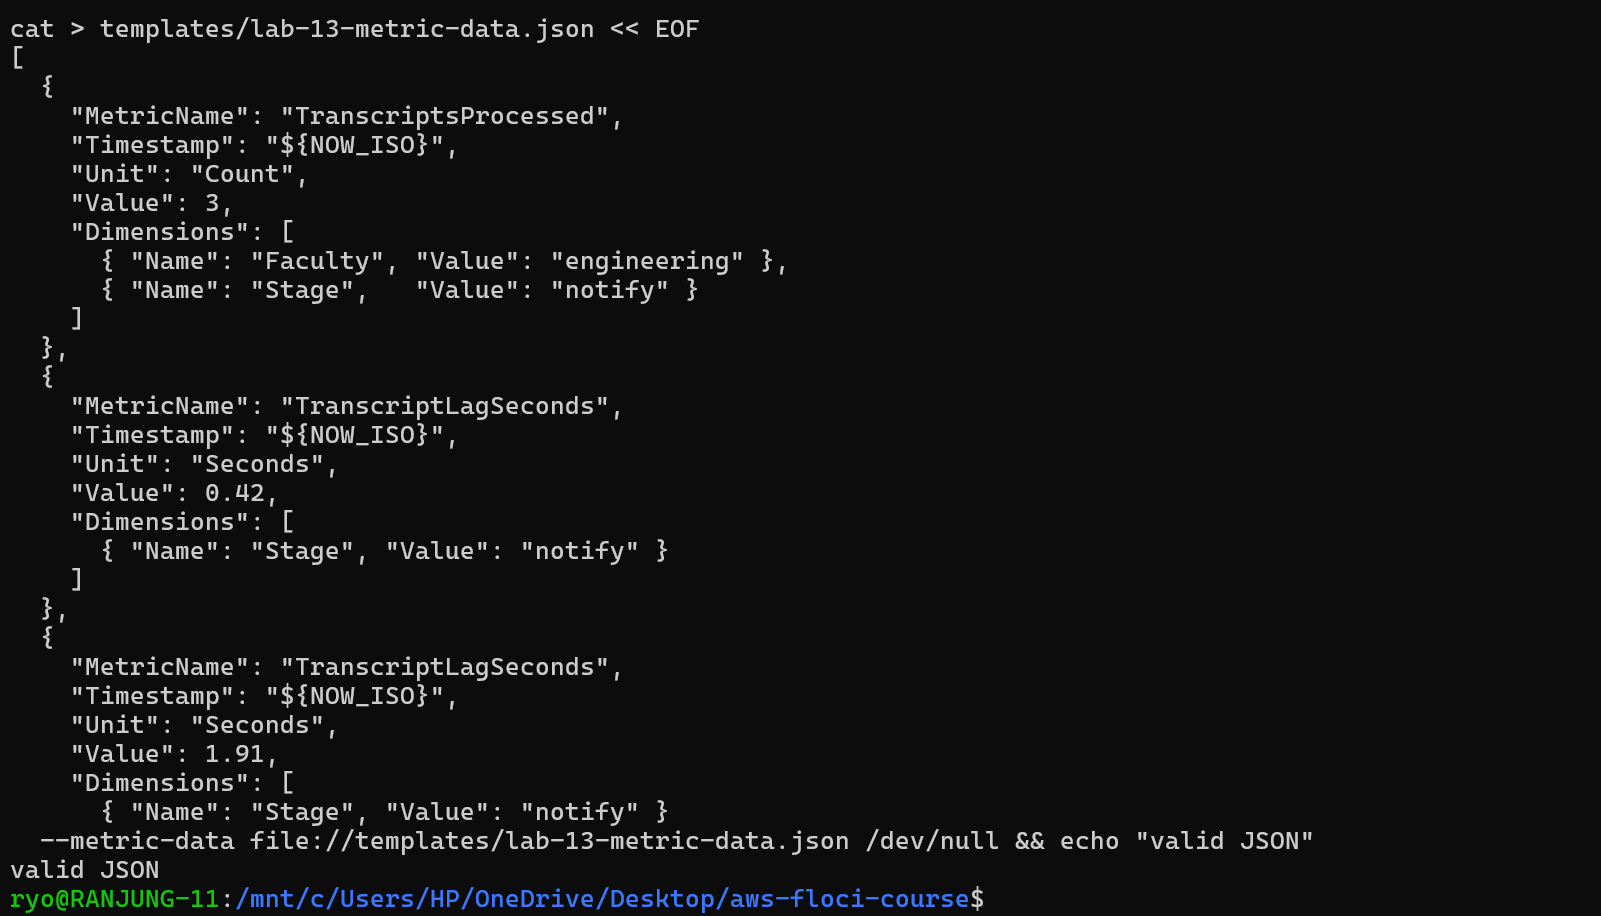 cat > templates/lab-13-metric-data.json << EOF
[
  {
    "MetricName": "TranscriptsProcessed",
    "Timestamp": "${NOW_ISO}",
    "Unit": "Count",
    "Value": 3,
    "Dimensions": [
      { "Name": "Faculty", "Value": "engineering" },
      { "Name": "Stage",   "Value": "notify" }
    ]
  },
  {
    "MetricName": "TranscriptLagSeconds",
    "Timestamp": "${NOW_ISO}",
    "Unit": "Seconds",
    "Value": 0.42,
    "Dimensions": [
      { "Name": "Stage", "Value": "notify" }
    ]
  },
  {
    "MetricName": "TranscriptLagSeconds",
    "Timestamp": "${NOW_ISO}",
    "Unit": "Seconds",
    "Value": 1.91,
    "Dimensions": [
      { "Name": "Stage", "Value": "notify" }
  --metric-data file://templates/lab-13-metric-data.json /dev/null && echo "valid JSON"
valid JSON
ryo@RANJUNG-11:/mnt/c/Users/HP/OneDrive/Desktop/aws-floci-course$